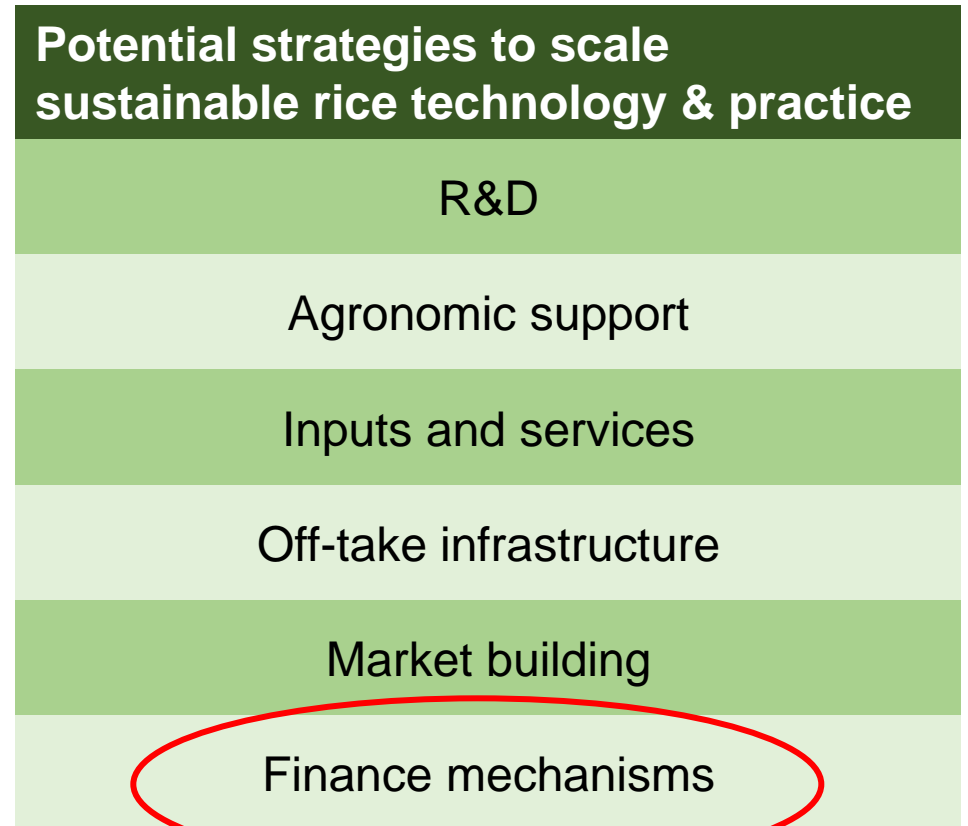 Potential strategies to scale
sustainable rice technology & practice
R&D
Agronomic support
Inputs and services
Off-take infrastructure
Market building
Finance mechanisms